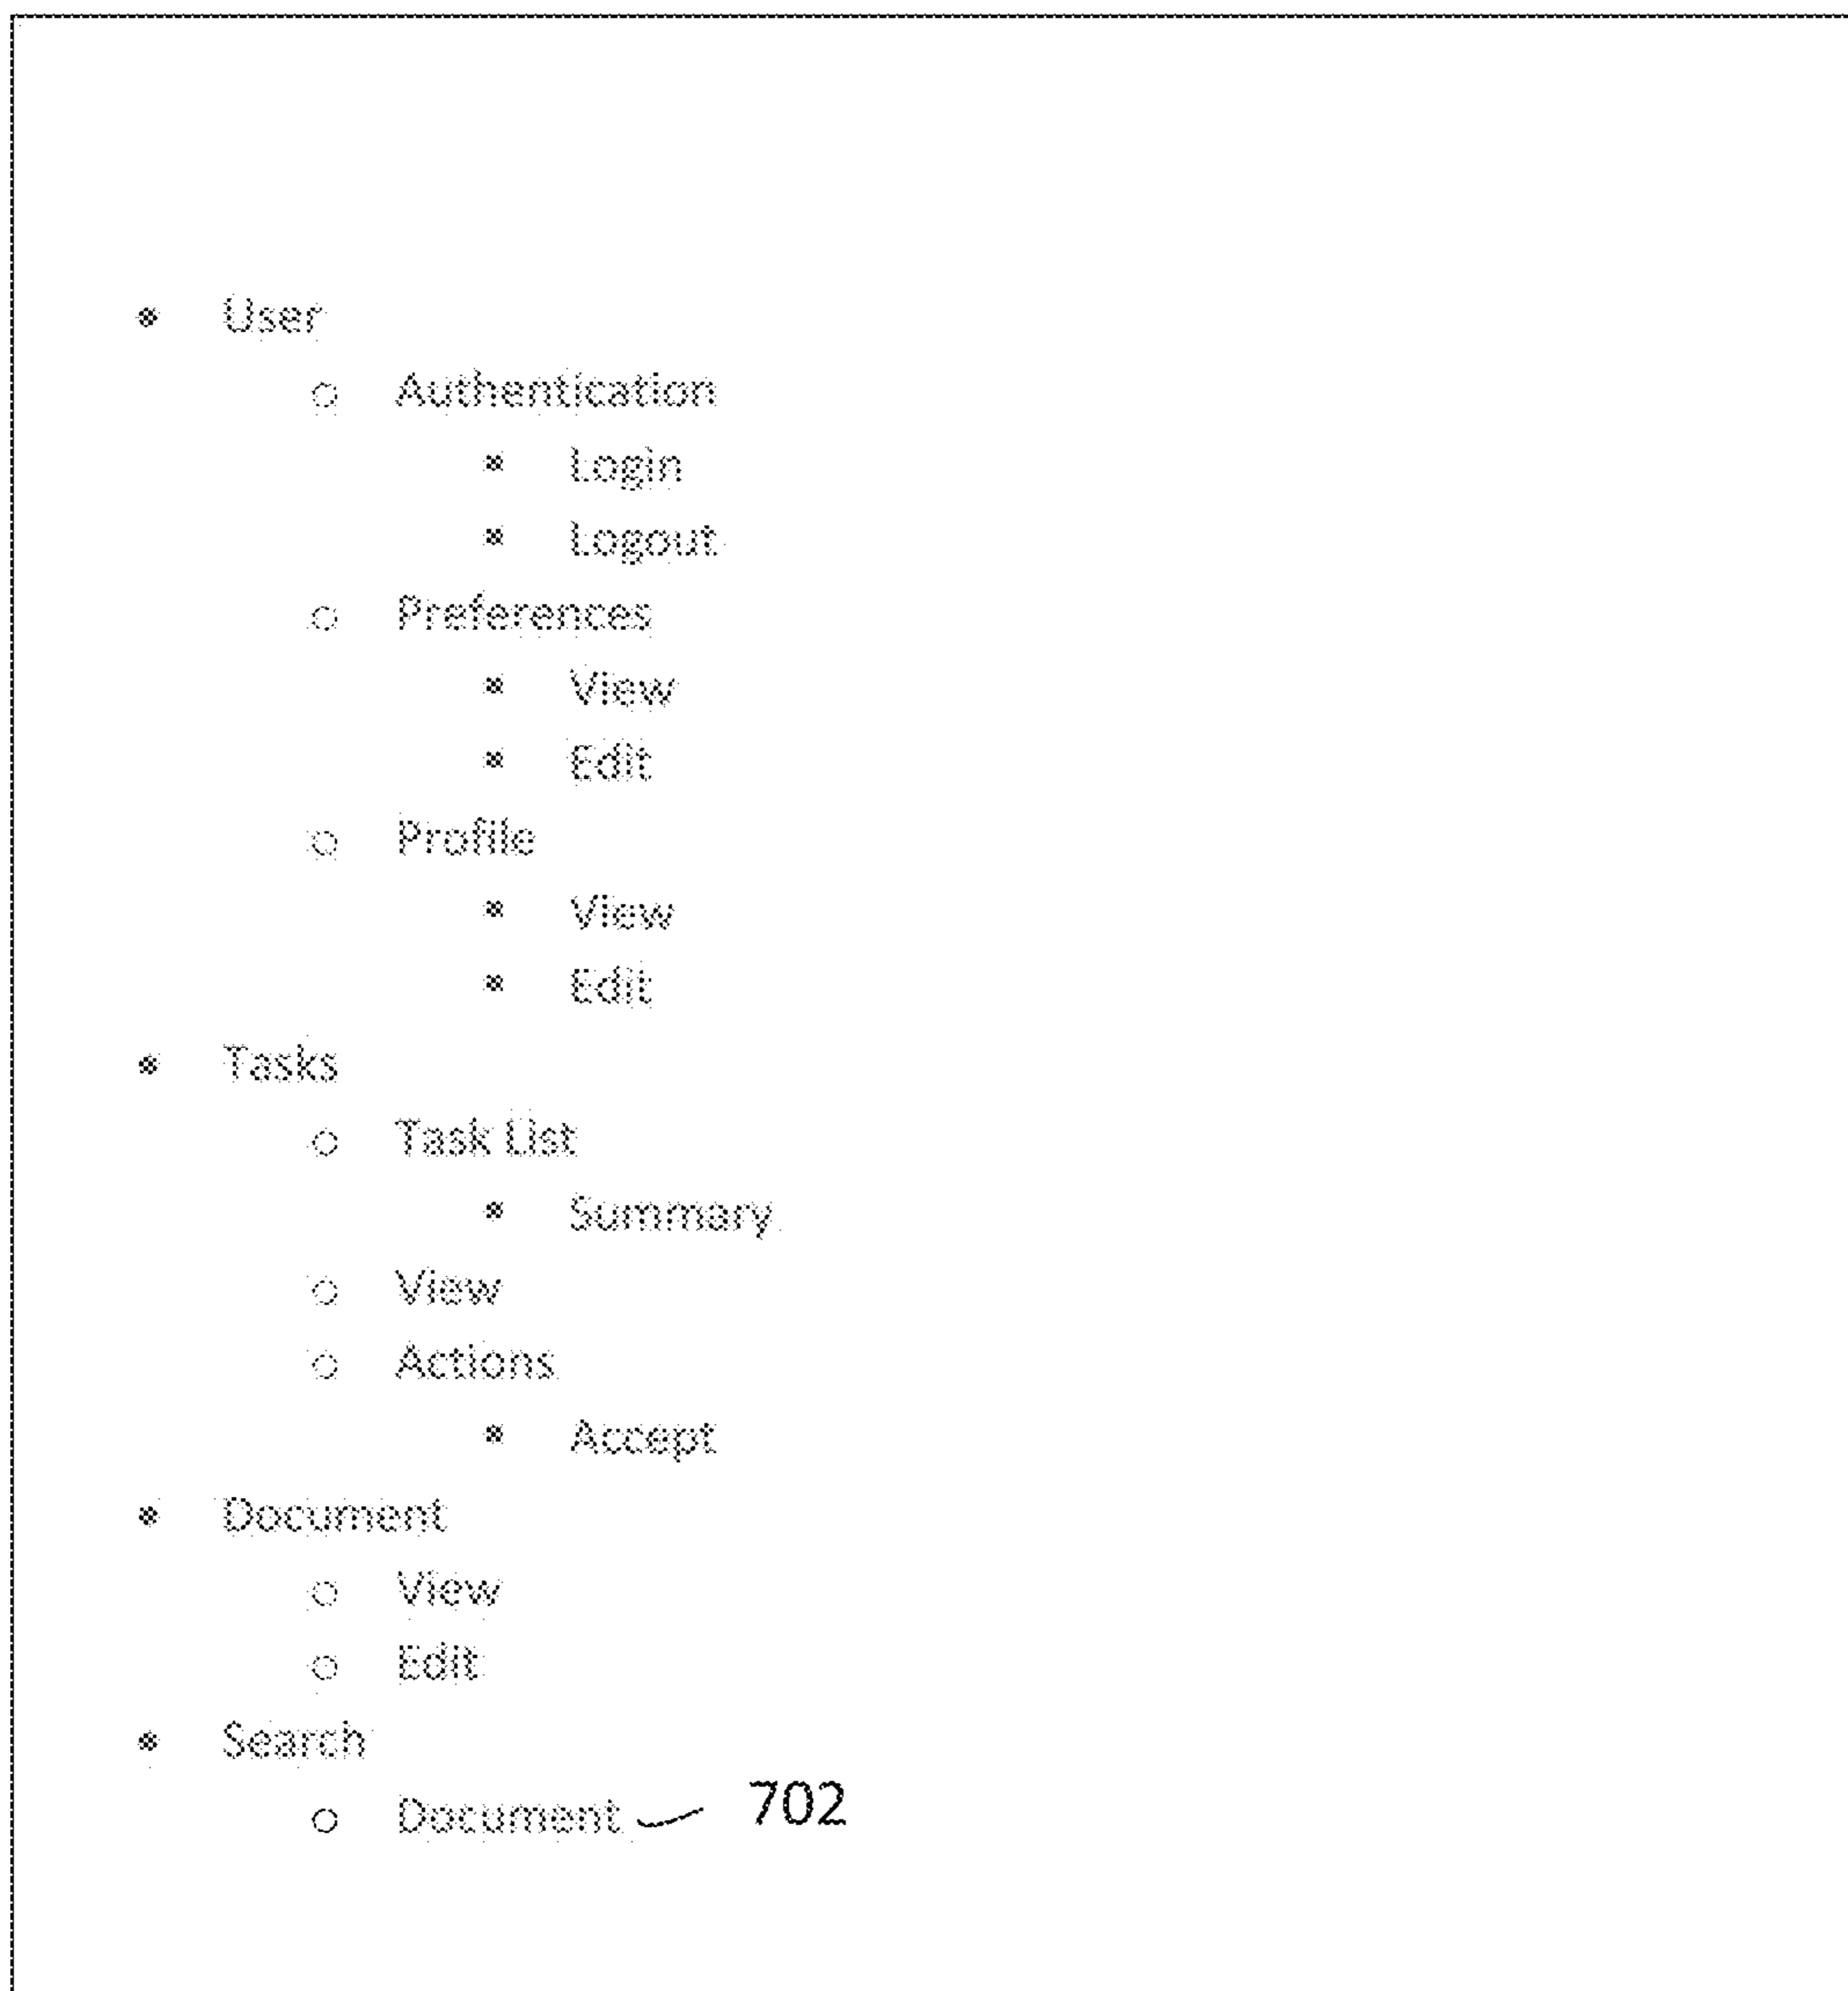 • User
○ Authentication
▪ Login
▪ Logout
○ Preferences
▪ View
▪ Edit
○ Profile
▪ View
▪ Edit
• Tasks
○ Task List
▪ Summary
○ View
○ Actions
▪ Accept
• Document
○ View
○ Edit
• Search
○ Document 702